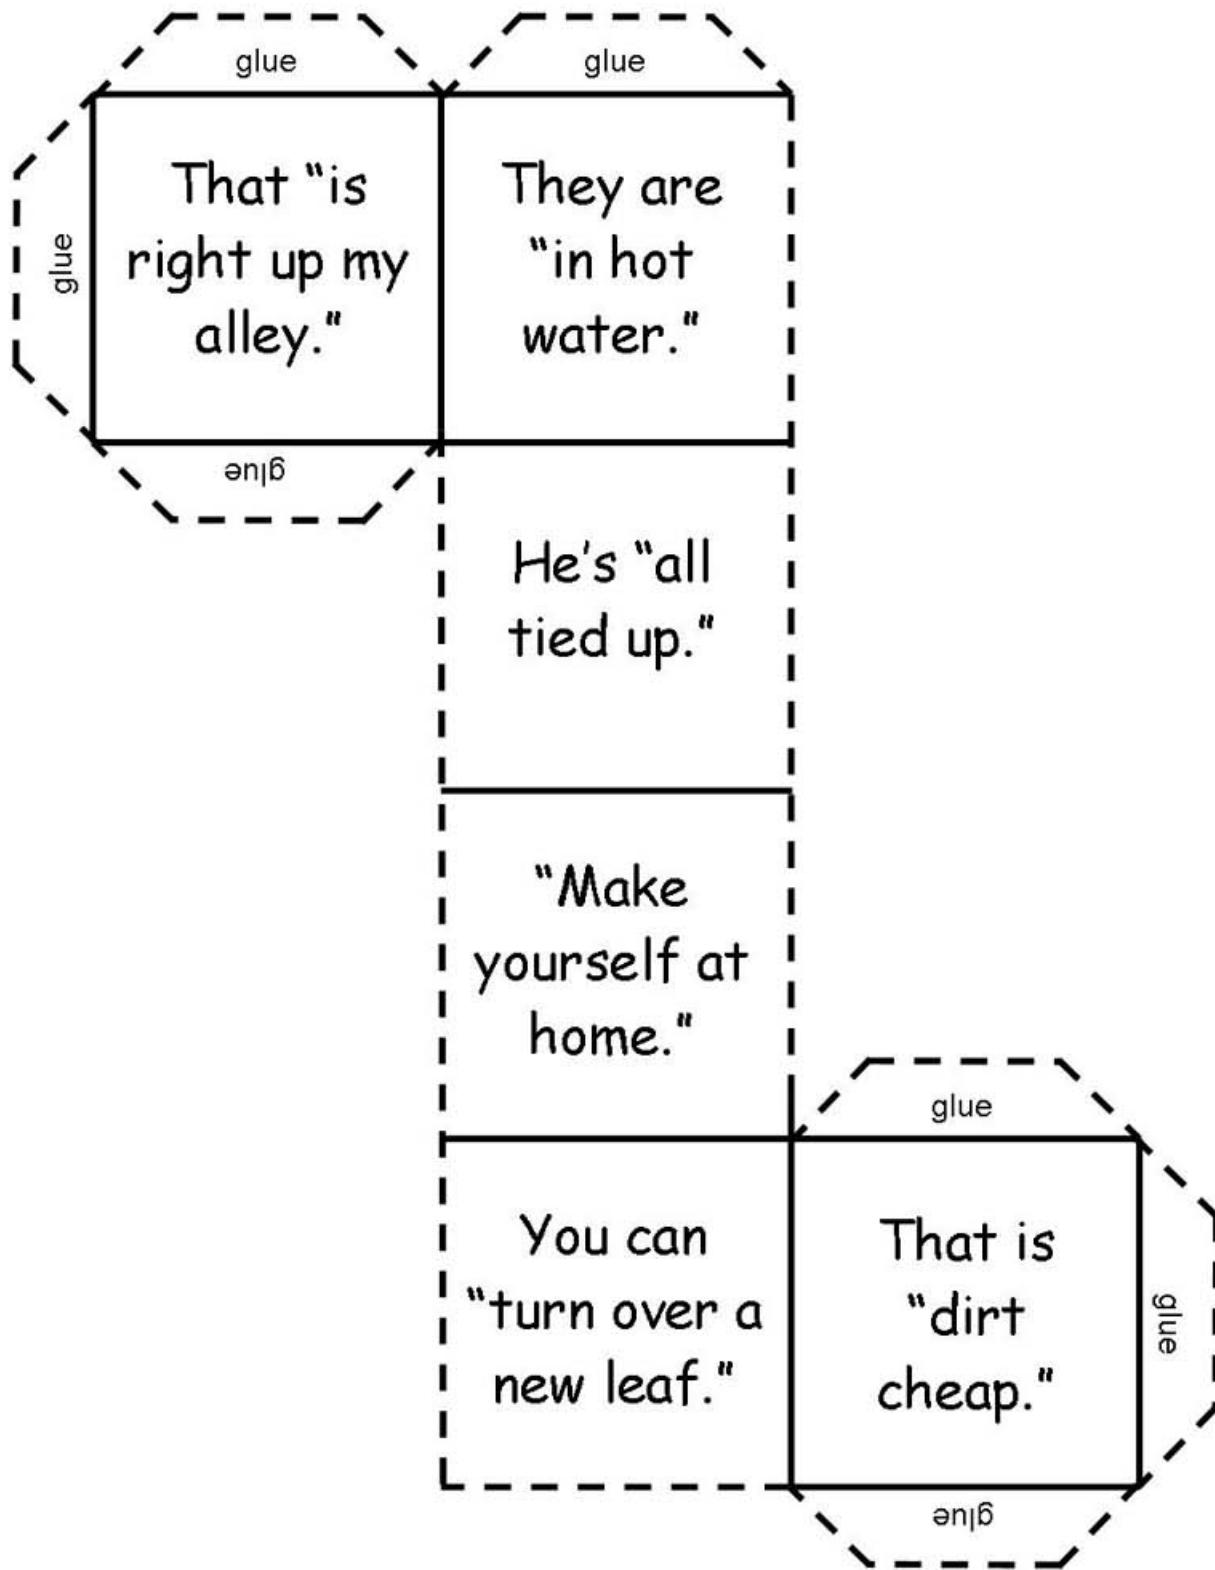 glue
glue
glue
That “is
right up my
alley.”
glue
They are
“in hot
water.”
He’s “all
tied up.”
“Make
yourself at
home.”
You can
“turn over a
new leaf.”
glue
That is
“dirt
cheap.”
glue
glue